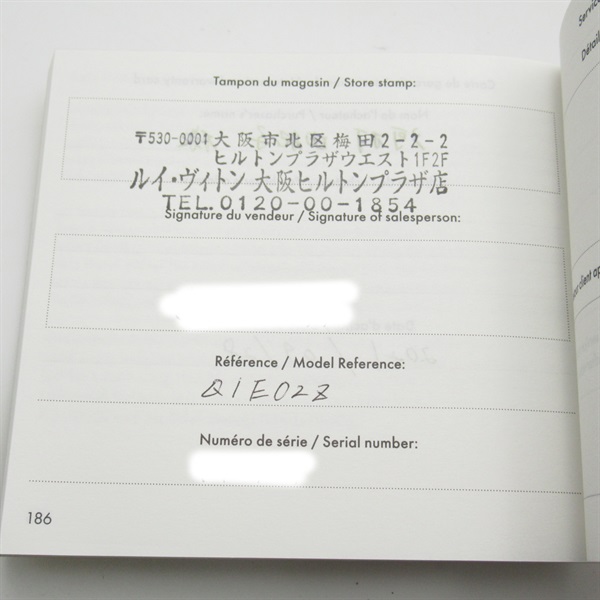 Tampon du magasin / Store stamp:
〒530-0001 大阪市北区梅田2-2-2
ヒルトンプラザウエスト1F2F
ルイ・ヴィトン 大阪ヒルトンプラザ店
TEL.0120-00-1854
Signature du vendeur / Signature of salesperson:
Référence / Model Reference:
Q1E028
Numéro de série / Serial number:
186
Service
Détail